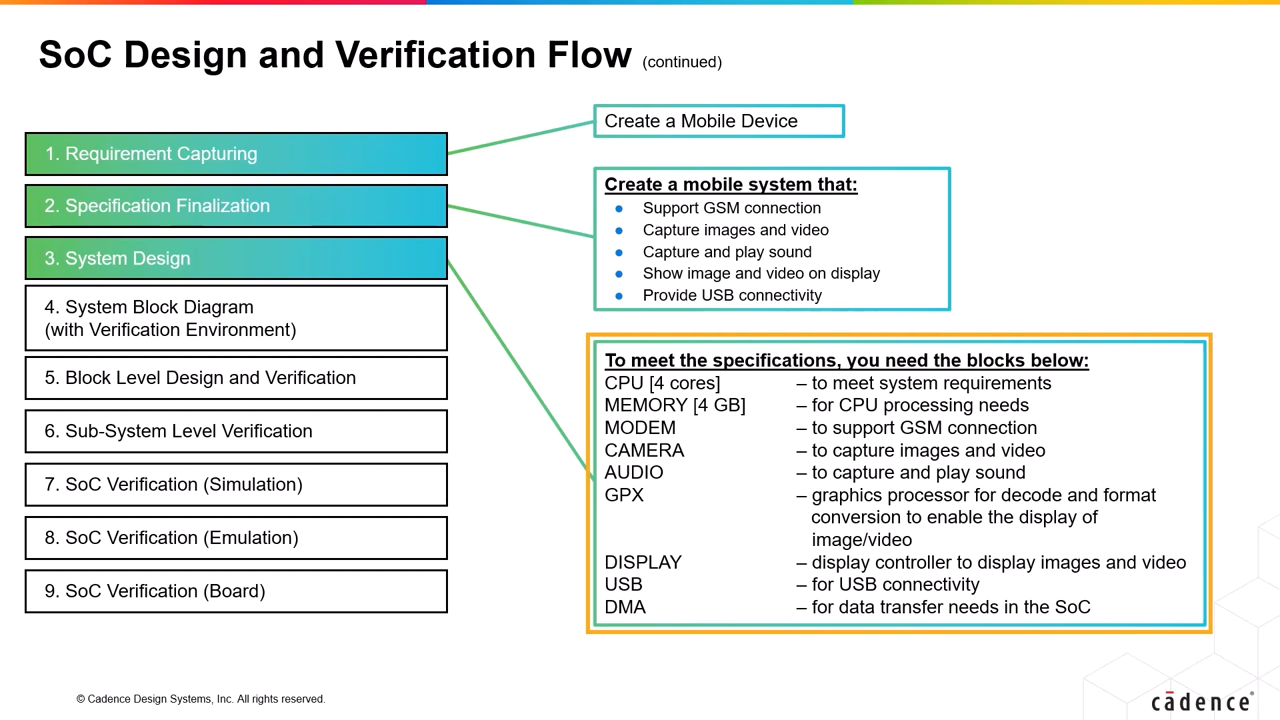 SoC Design and Verification Flow (continued)
1. Requirement Capturing
2. Specification Finalization
3. System Design
4. System Block Diagram
(with Verification Environment)
5. Block Level Design and Verification
6. Sub-System Level Verification
7. SoC Verification (Simulation)
8. SoC Verification (Emulation)
9. SoC Verification (Board)
Create a Mobile Device
Create a mobile system that:
● Support GSM connection
● Capture images and video
● Capture and play sound
● Show image and video on display
● Provide USB connectivity
To meet the specifications, you need the blocks below:
CPU [4 cores] – to meet system requirements
MEMORY [4 GB] – for CPU processing needs
MODEM – to support GSM connection
CAMERA – to capture images and video
AUDIO – to capture and play sound
GPX – graphics processor for decode and format
conversion to enable the display of
image/video
DISPLAY – display controller to display images and video
USB – for USB connectivity
DMA – for data transfer needs in the SoC
© Cadence Design Systems, Inc. All rights reserved.
cādence®